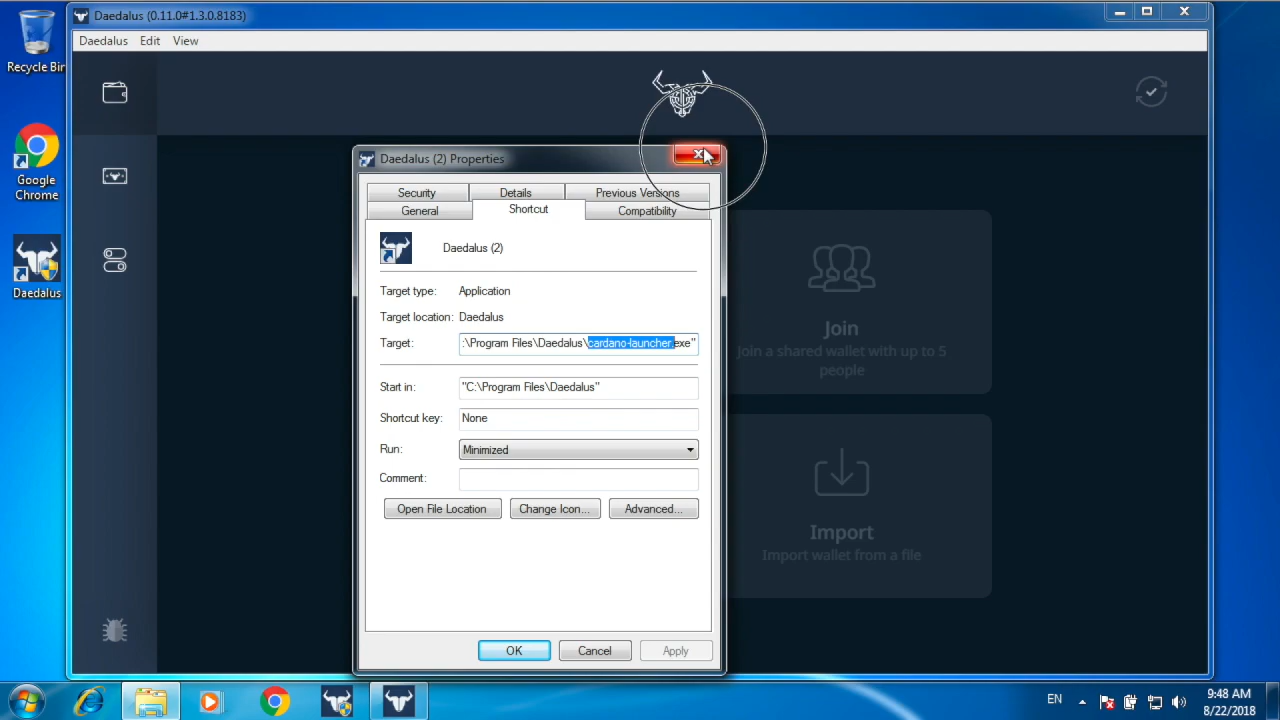 Daedalus (0.11.0#1.3.0.8183)
Daedalus Edit View
Recycle Bin
Google
Chrome
Daedalus
Daedalus (2) Properties
Security Details Previous Versions
General Shortcut Compatibility
Daedalus (2)
Target type: Application
Target location: Daedalus
Target: :\Program Files\Daedalus\cardano-launcher.exe"
Start in: "C:\Program Files\Daedalus"
Shortcut key: None
Run: Minimized
Comment:
Open File Location Change Icon... Advanced...
OK Cancel Apply
Join
Join a shared wallet with up to 5
people
Import
Import wallet from a file
EN
9:48 AM
8/22/2018